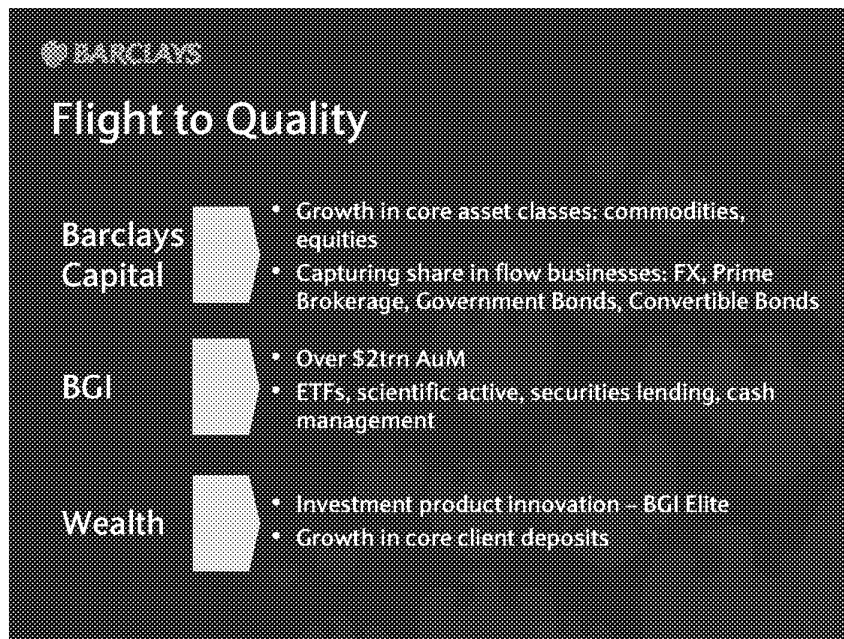 BARCLAYS
Flight to Quality
Barclays
Capital
• Growth in core asset classes: commodities,
equities
• Capturing share in flow businesses: FX, Prime
Brokerage, Government Bonds, Convertible Bonds
BGI
• Over $2trn AuM
• ETFs, scientific active, securities lending, cash
management
Wealth
• Investment product innovation – BGI Elite
• Growth in core client deposits